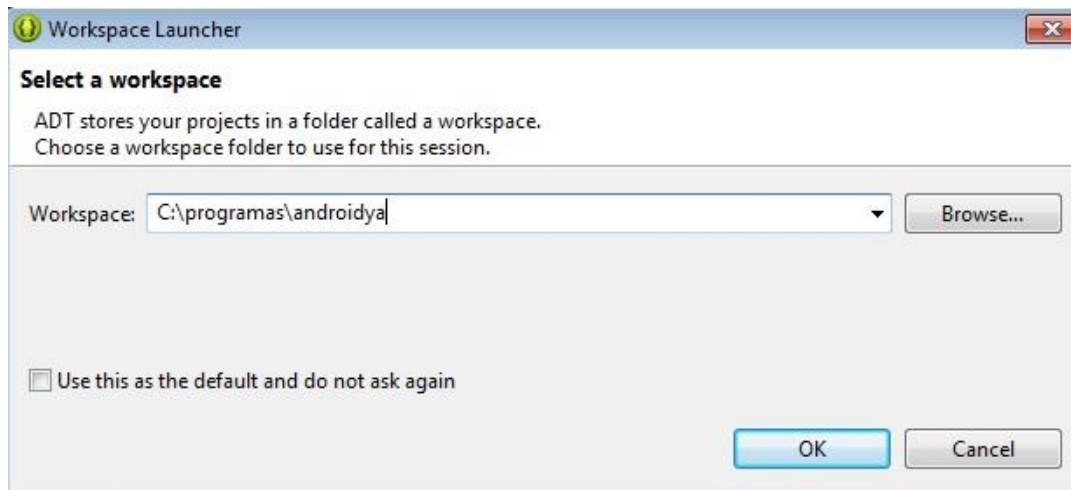 Workspace Launcher
Select a workspace
ADT stores your projects in a folder called a workspace.
Choose a workspace folder to use for this session.
Workspace: C:\programas\androidya Browse...
Use this as the default and do not ask again
OK Cancel